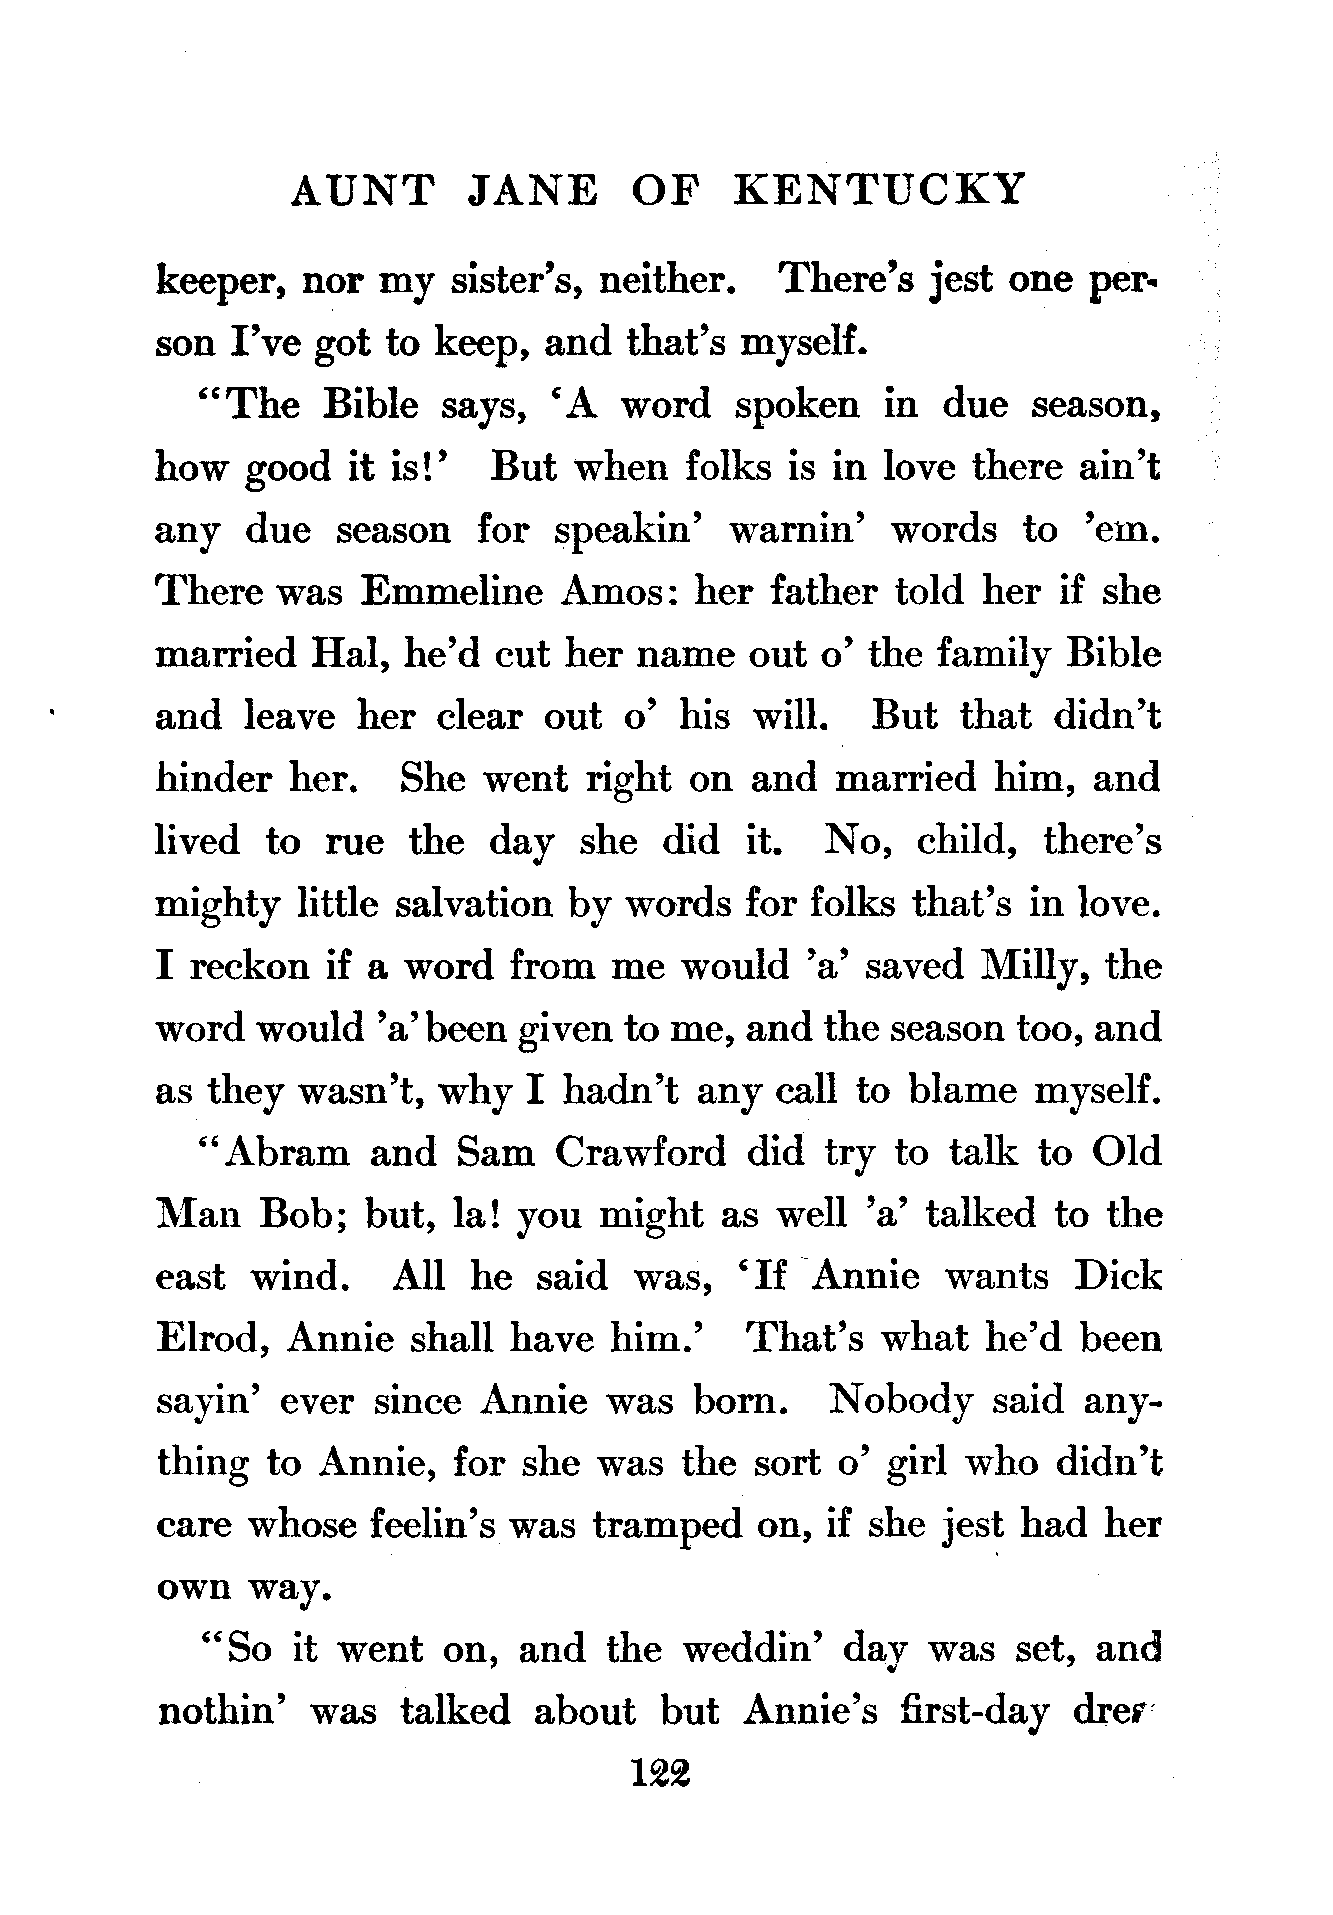 AUNT JANE OF KENTUCKY
keeper, nor my sister's, neither. There's jest one per-
son I've got to keep, and that's myself.
"The Bible says, 'A word spoken in due season,
how good it is!' But when folks is in love there ain't
any due season for speakin' warnin' words to 'em.
There was Emmeline Amos: her father told her if she
married Hal, he'd cut her name out o' the family Bible
and leave her clear out o' his will. But that didn't
hinder her. She went right on and married him, and
lived to rue the day she did it. No, child, there's
mighty little salvation by words for folks that's in love.
I reckon if a word from me would 'a' saved Milly, the
word would 'a' been given to me, and the season too, and
as they wasn't, why I hadn't any call to blame myself.
"Abram and Sam Crawford did try to talk to Old
Man Bob; but, la! you might as well 'a' talked to the
east wind. All he said was, 'If Annie wants Dick
Elrod, Annie shall have him.' That's what he'd been
sayin' ever since Annie was born. Nobody said any-
thing to Annie, for she was the sort o' girl who didn't
care whose feelin's was tramped on, if she jest had her
own way.
"So it went on, and the weddin' day was set, and
nothin' was talked about but Annie's first-day
122